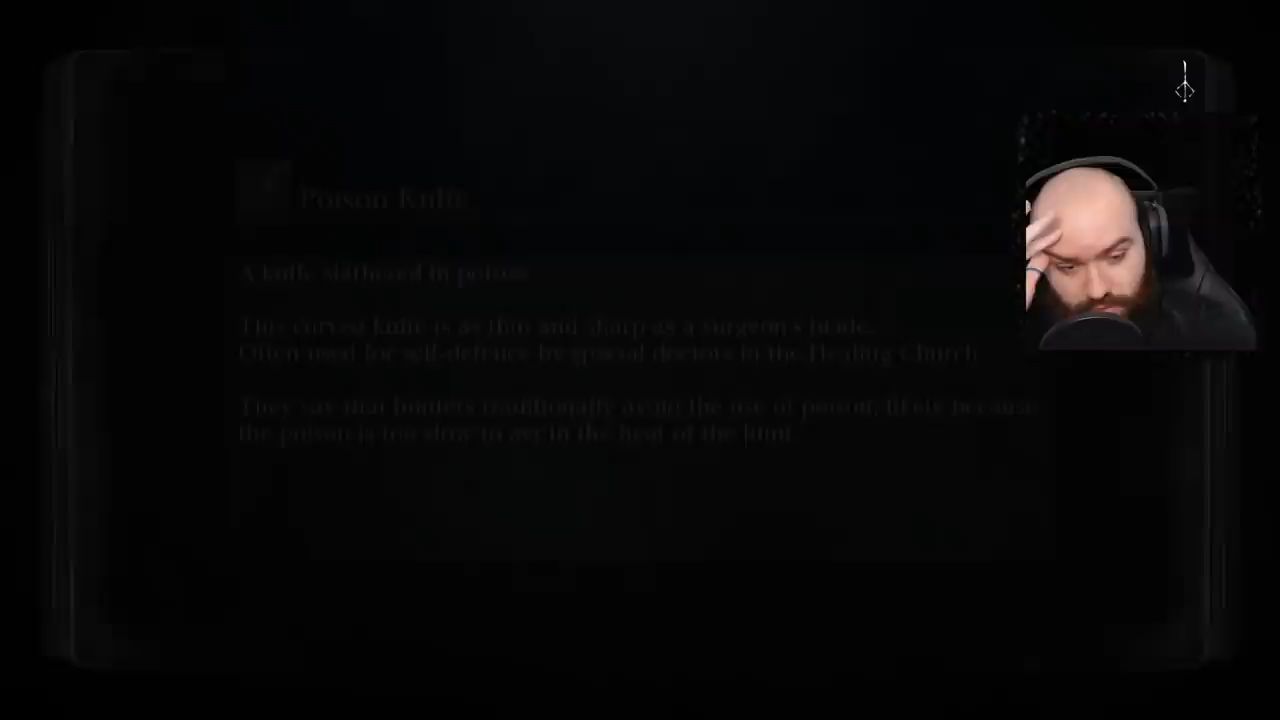 Poison Knife
A knife slathered in poison.
This curved knife is as thin and sharp as a surgeon's blade.
Often used for self-defence by special doctors in the Healing Church.
They say that hunters traditionally avoid the use of poison, likely because
the poison is too slow to act in the heat of the hunt.